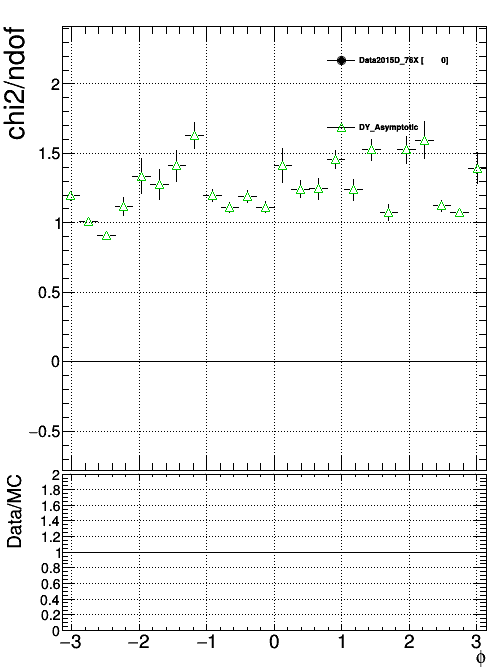 chi2/ndof
Data2015D_76X [ 0]
DY_Asymptotic
2
1.5
1
0.5
0
−0.5
Data/MC
2
1.8
1.6
1.4
1.2
1
0.8
0.6
0.4
0.2
0
−3 −2 −1 0 1 2 3
φ